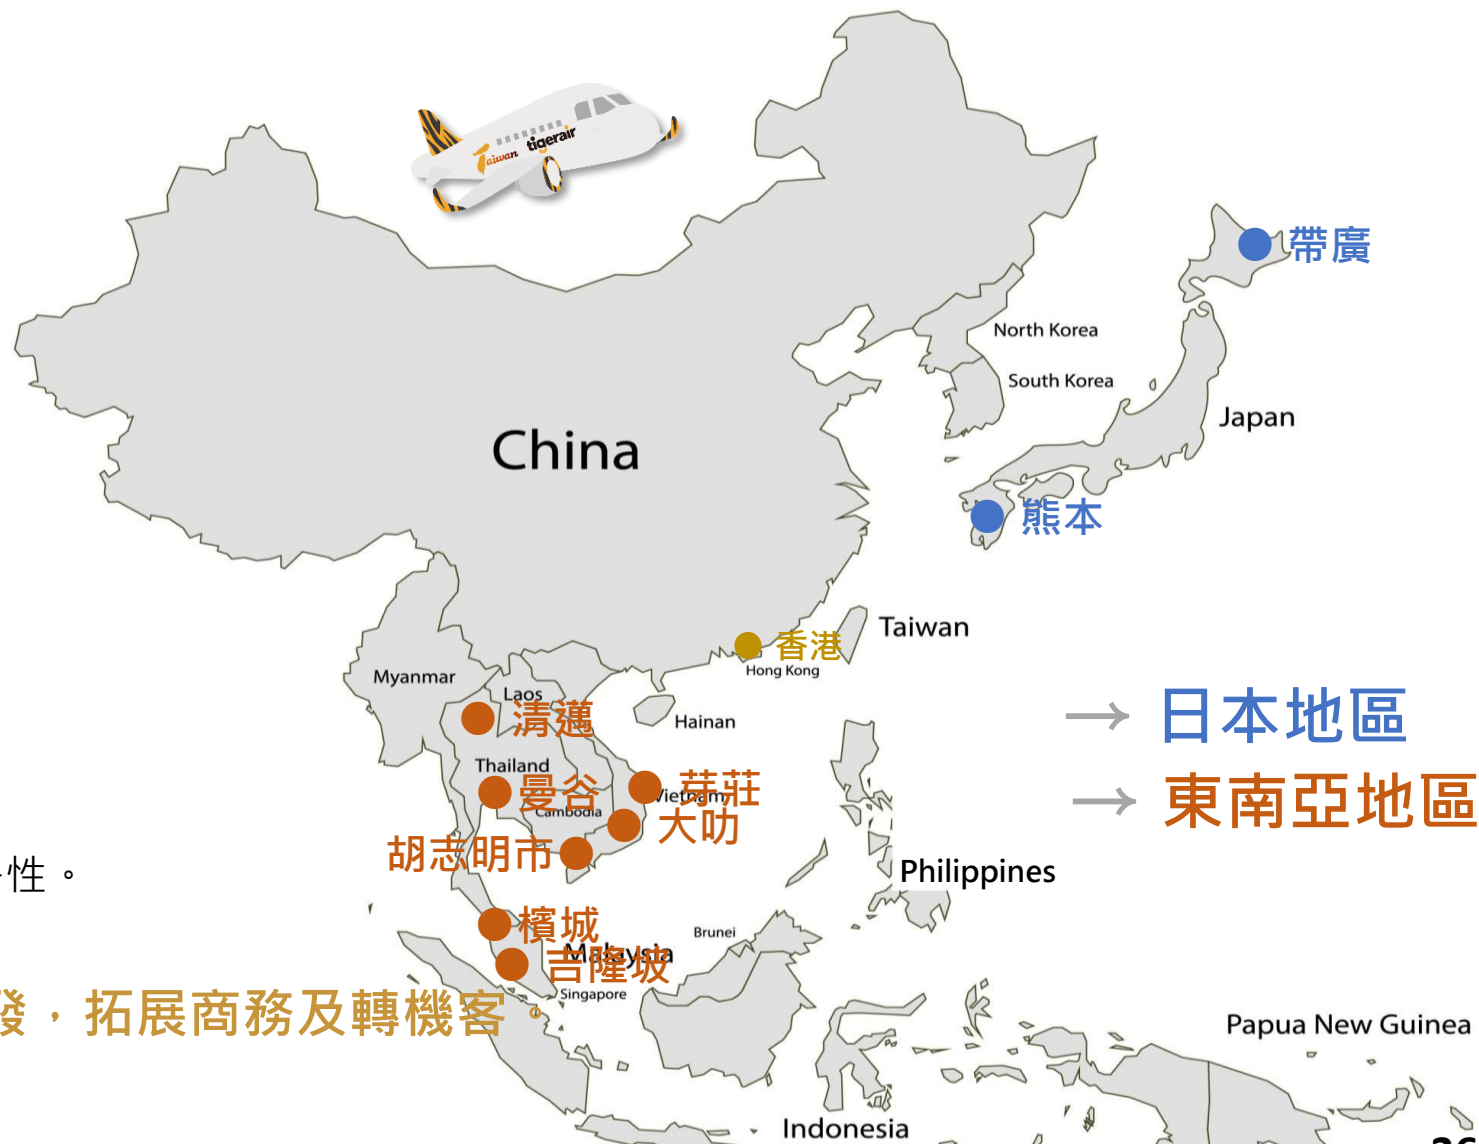 Taiwan tigerair
帶廣
North Korea
South Korea
Japan
China
熊本
Taiwan
香港
Hong Kong
Myanmar
Laos
清邁
Hainan
日本地區
Thailand
曼谷
芽莊
Vietnam
東南亞地區
Cambodia
大叻
胡志明市
性。
Philippines
檳城
Brunei
Malaysia
吉隆坡
Singapore
發，拓展商務及轉機客。
Papua New Guinea
Indonesia